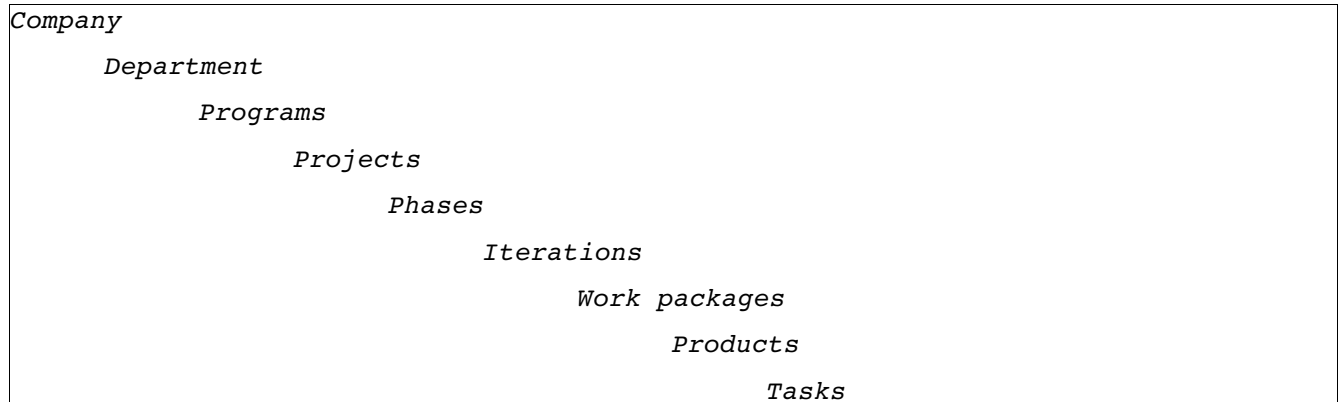 Company
Department
Programs
Projects
Phases
Iterations
Work packages
Products
Tasks